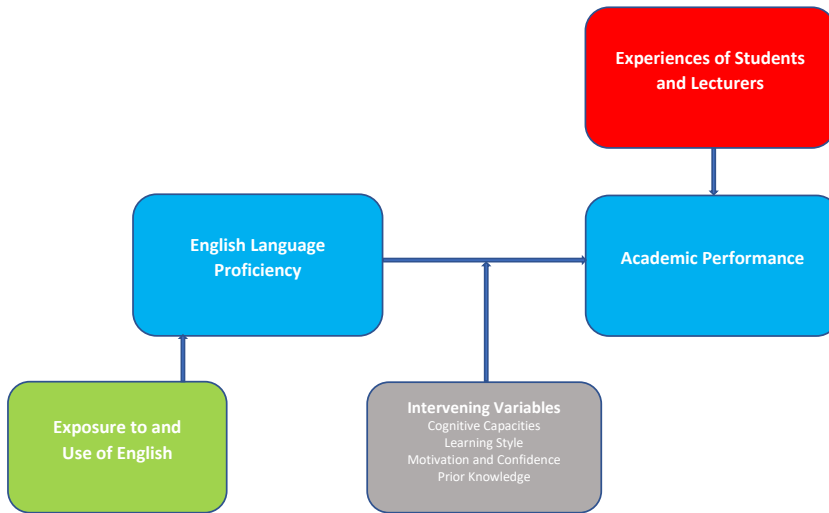 Experiences of Students
and Lecturers
English Language
Proficiency
Academic Performance
Exposure to and
Use of English
Intervening Variables
Cognitive Capacities
Learning Style
Motivation and Confidence
Prior Knowledge